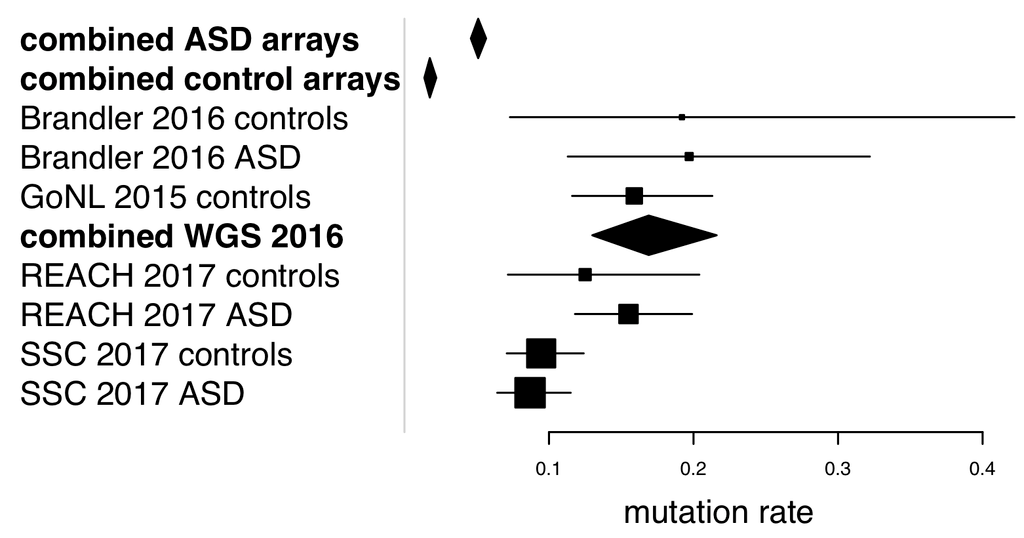 combined ASD arrays
combined control arrays
Brandler 2016 controls
Brandler 2016 ASD
GoNL 2015 controls
combined WGS 2016
REACH 2017 controls
REACH 2017 ASD
SSC 2017 controls
SSC 2017 ASD
0.1 0.2 0.3 0.4
mutation rate